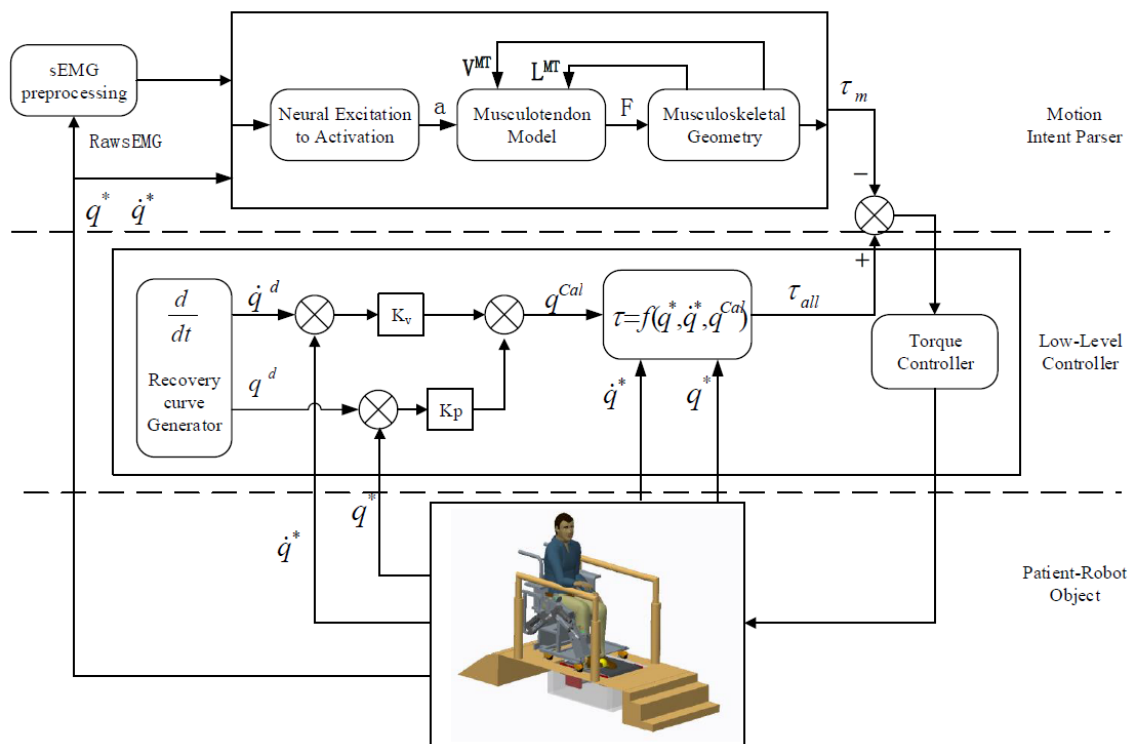 sEMG
preprocessing
RawsEMG
q* q̇*
Neural Excitation
to Activation
a
V^MT
L^MT
Musculotendon
Model
F
Musculoskeletal
Geometry
τ_m
−
+
Motion
Intent Parser
d/dt
Recovery
curve
Generator
q̇^d
q^d
K_v
Kp
q^Cal
τ=f(q*,q̇*,q^Cal)
τ_all
q̇*
q*
Torque
Controller
Low-Level
Controller
q̇*
q*
Patient-Robot
Object